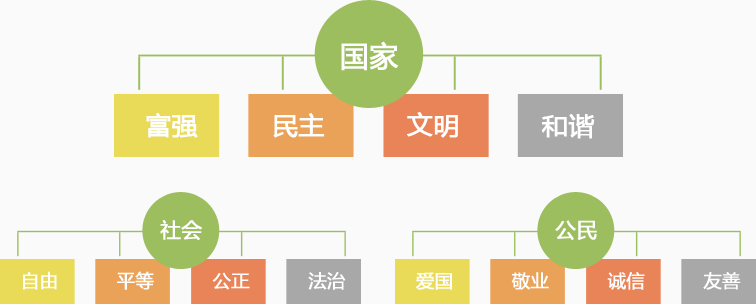 国家
富强 民主 文明 和谐
社会 公民
自由 平等 公正 法治 爱国 敬业 诚信 友善